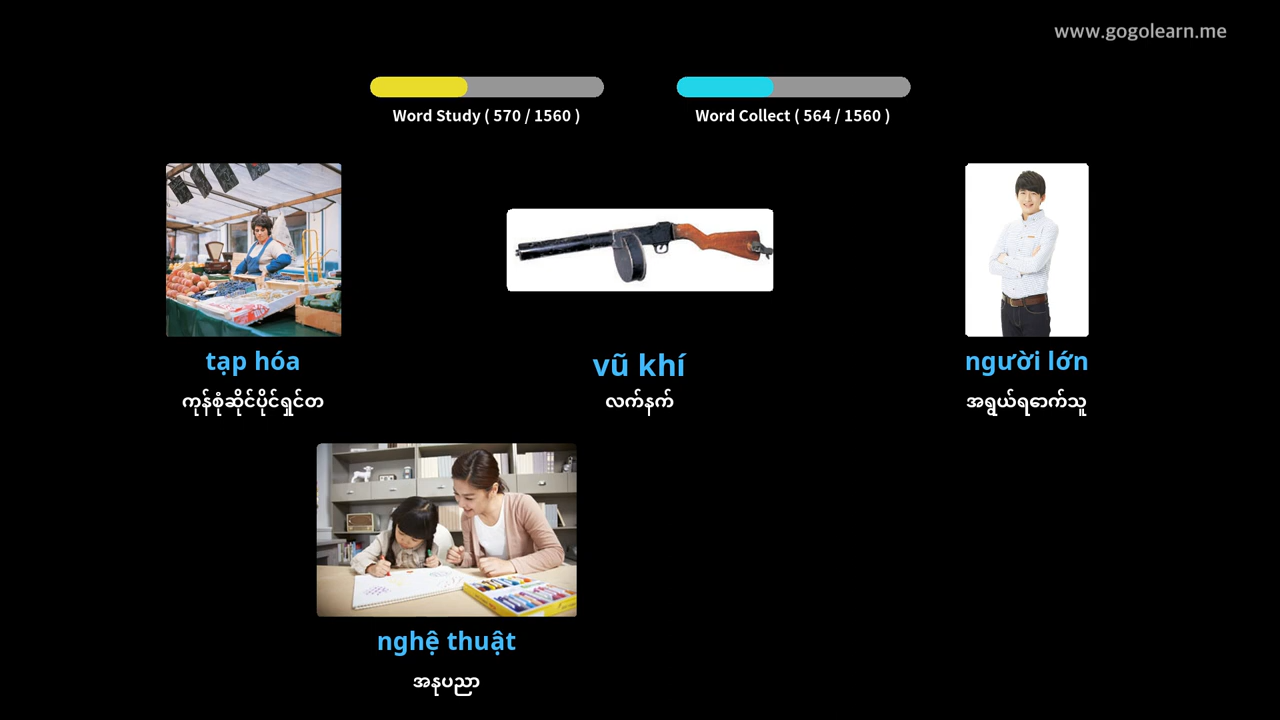 www.gogolearn.me
Word Study ( 570 / 1560 )
Word Collect ( 564 / 1560 )
tạp hóa
ကုန်စုံဆိုင်ပိုင်ရှင်တ
vũ khí
လက်နက်
người lớn
အရွယ်ရောက်သူ
nghệ thuật
အနုပညာ